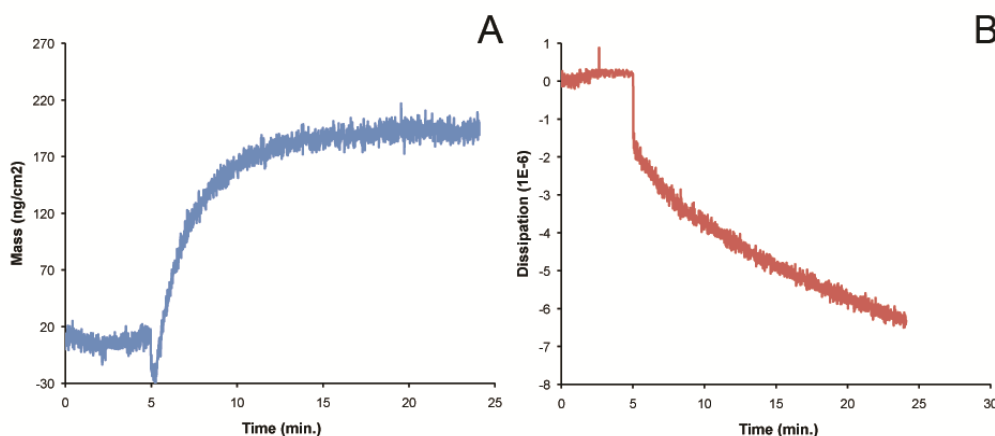 A
270
220
170
120
70
20
-30
Mass (ng/cm2)
0 5 10 15 20 25
Time (min.)
B
1
0
-1
-2
-3
-4
-5
-6
-7
-8
Dissipation (1E-6)
0 5 10 15 20 25 30
Time (min.)